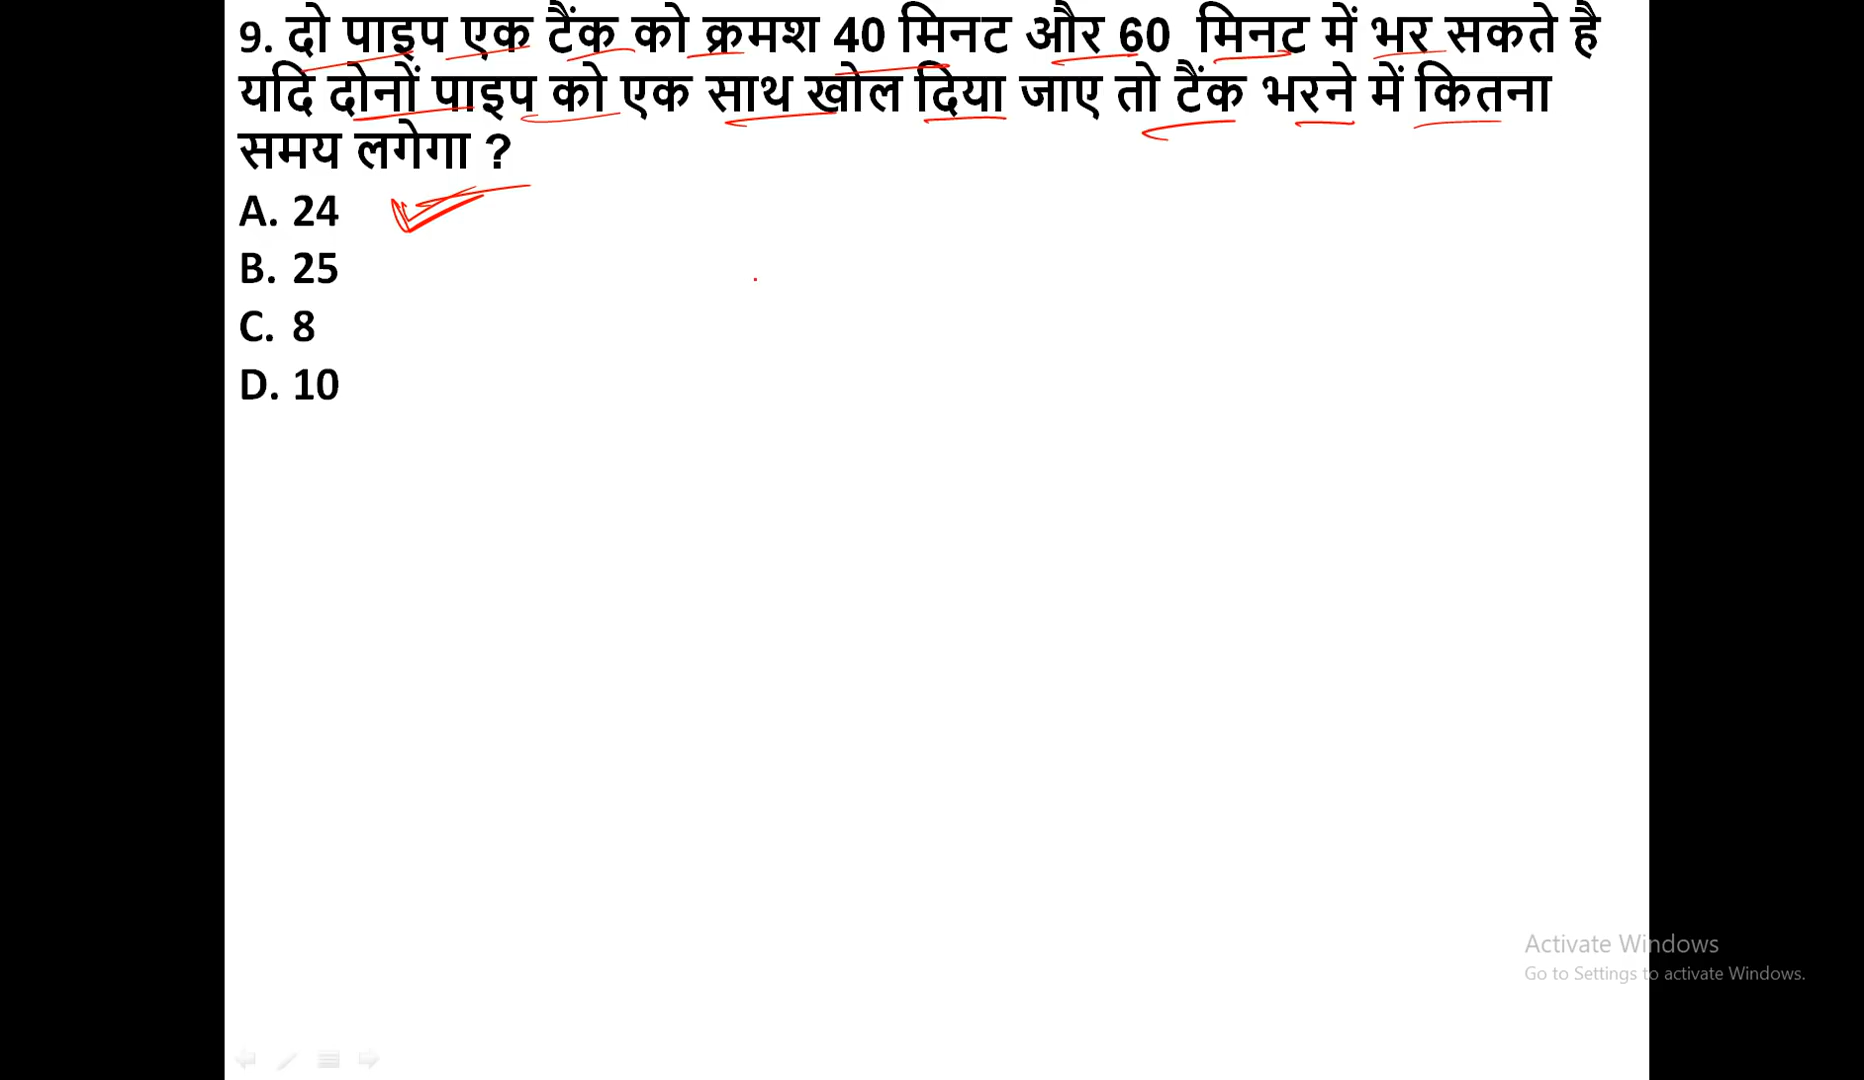 9. दो पाइप एक टैंक को क्रमश 40 मिनट और 60 मिनट में भर सकते है
यदि दोनों पाइप को एक साथ खोल दिया जाए तो टैंक भरने में कितना
समय लगेगा ?
A. 24
B. 25
C. 8
D. 10
Activate Windows
Go to Settings to activate Windows.